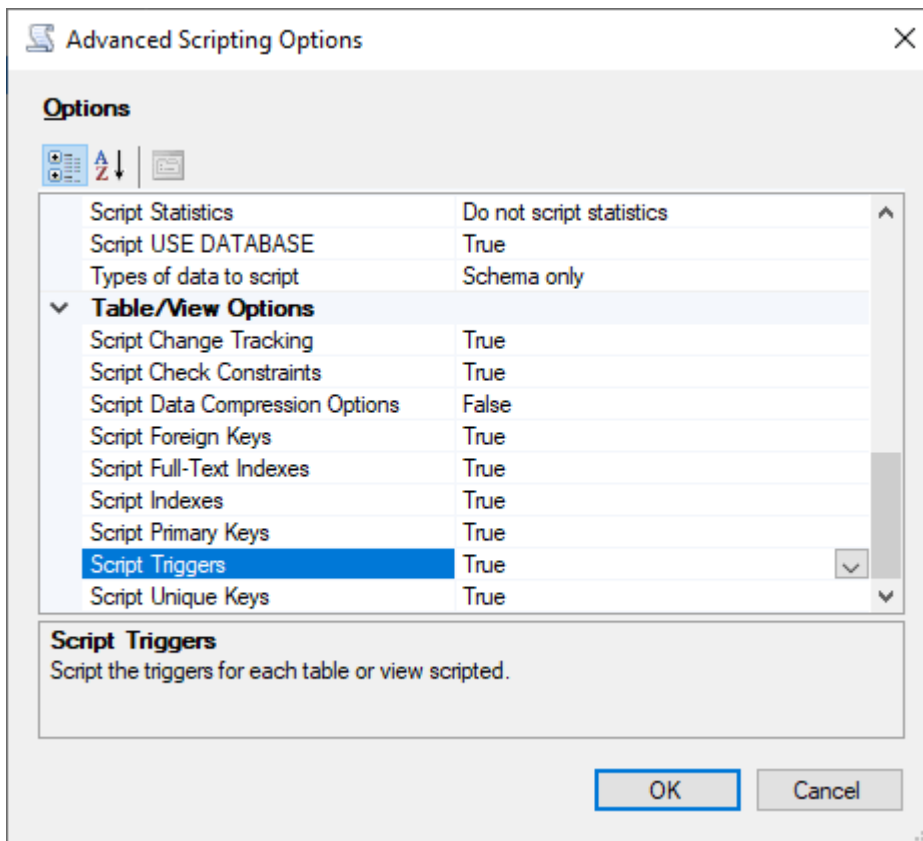 Advanced Scripting Options
Options
Script Statistics Do not script statistics
Script USE DATABASE True
Types of data to script Schema only
Table/View Options
Script Change Tracking True
Script Check Constraints True
Script Data Compression Options False
Script Foreign Keys True
Script Full-Text Indexes True
Script Indexes True
Script Primary Keys True
Script Triggers True
Script Unique Keys True
Script Triggers
Script the triggers for each table or view scripted.
OK Cancel